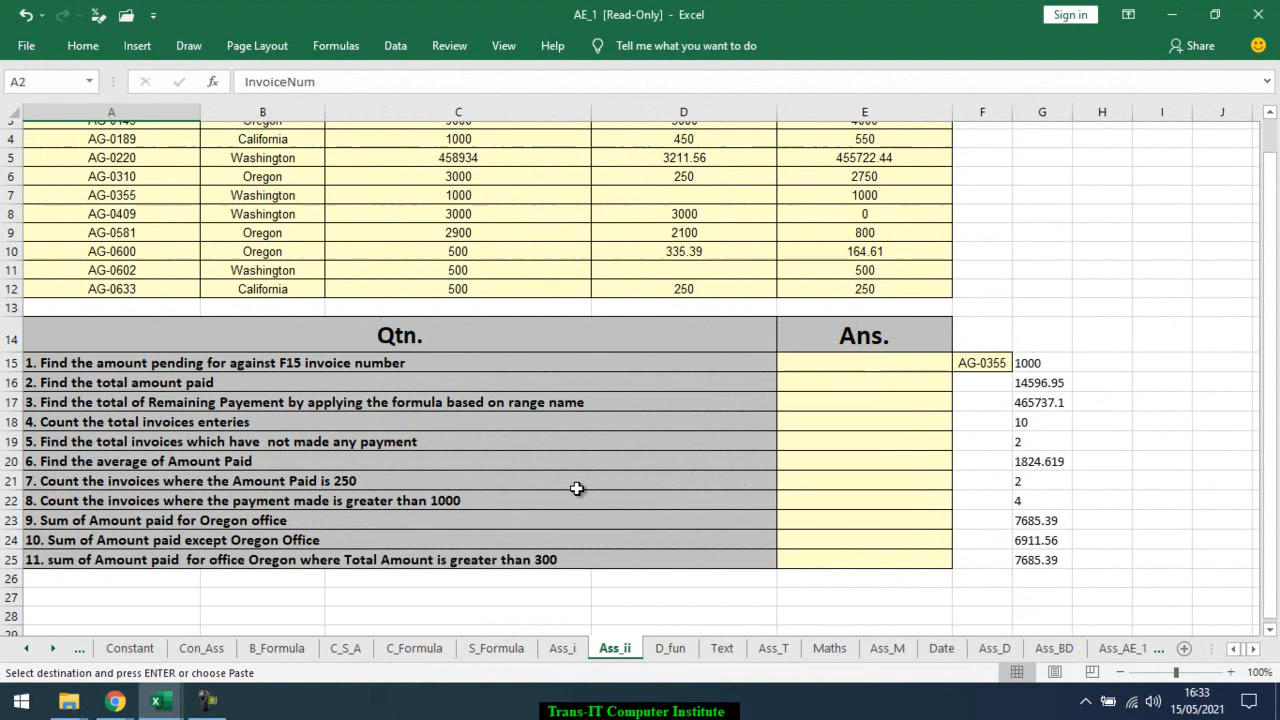 AE_1 [Read-Only] - Excel
Sign in
File Home Insert Draw Page Layout Formulas Data Review View Help Tell me what you want to do Share
A2 fx InvoiceNum
A B C D E F G H I J
4 AG-0189 California 1000 450 550
5 AG-0220 Washington 458934 3211.56 455722.44
6 AG-0310 Oregon 3000 250 2750
7 AG-0355 Washington 1000 1000
8 AG-0409 Washington 3000 3000 0
9 AG-0581 Oregon 2900 2100 800
10 AG-0600 Oregon 500 335.39 164.61
11 AG-0602 Washington 500 500
12 AG-0633 California 500 250 250
13
14 Qtn. Ans.
15 1. Find the amount pending for against F15 invoice number AG-0355 1000
16 2. Find the total amount paid 14596.95
17 3. Find the total of Remaining Payement by applying the formula based on range name 465737.1
18 4. Count the total invoices enteries 10
19 5. Find the total invoices which have  not made any payment 2
20 6. Find the average of Amount Paid 1824.619
21 7. Count the invoices where the Amount Paid is 250 2
22 8. Count the invoices where the payment made is greater than 1000 4
23 9. Sum of Amount paid for Oregon office 7685.39
24 10. Sum of Amount paid except Oregon Office 6911.56
25 11. sum of Amount paid  for office Oregon where Total Amount is greater than 300 7685.39
26
27
28
... Constant Con_Ass B_Formula C_S_A C_Formula S_Formula Ass_i Ass_ii D_fun Text Ass_T Maths Ass_M Date Ass_D Ass_BD Ass_AE_1 ...
Select destination and press ENTER or choose Paste 100%
16:33
15/05/2021
Trans-IT Computer Institute